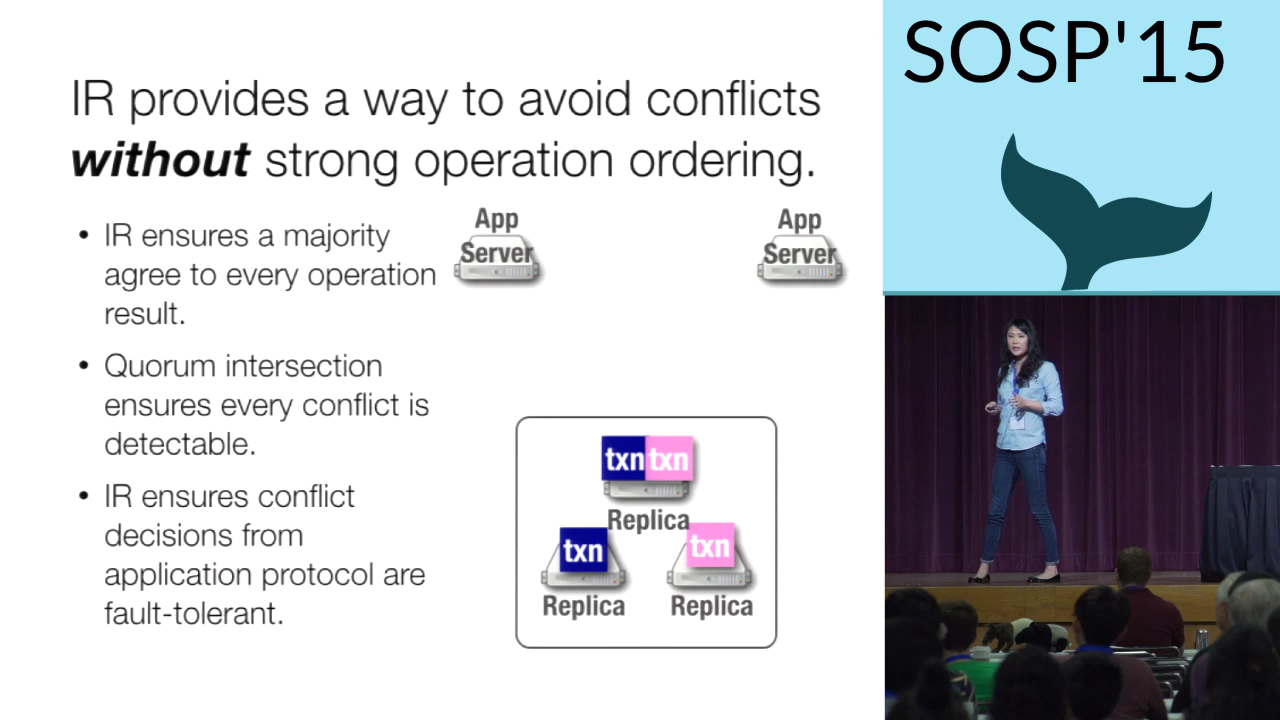 IR provides a way to avoid conflicts
without strong operation ordering.
• IR ensures a majority
agree to every operation
result.
• Quorum intersection
ensures every conflict is
detectable.
• IR ensures conflict
decisions from
application protocol are
fault-tolerant.
App
Server
App
Server
txn txn
Replica
txn
Replica
txn
Replica
SOSP'15